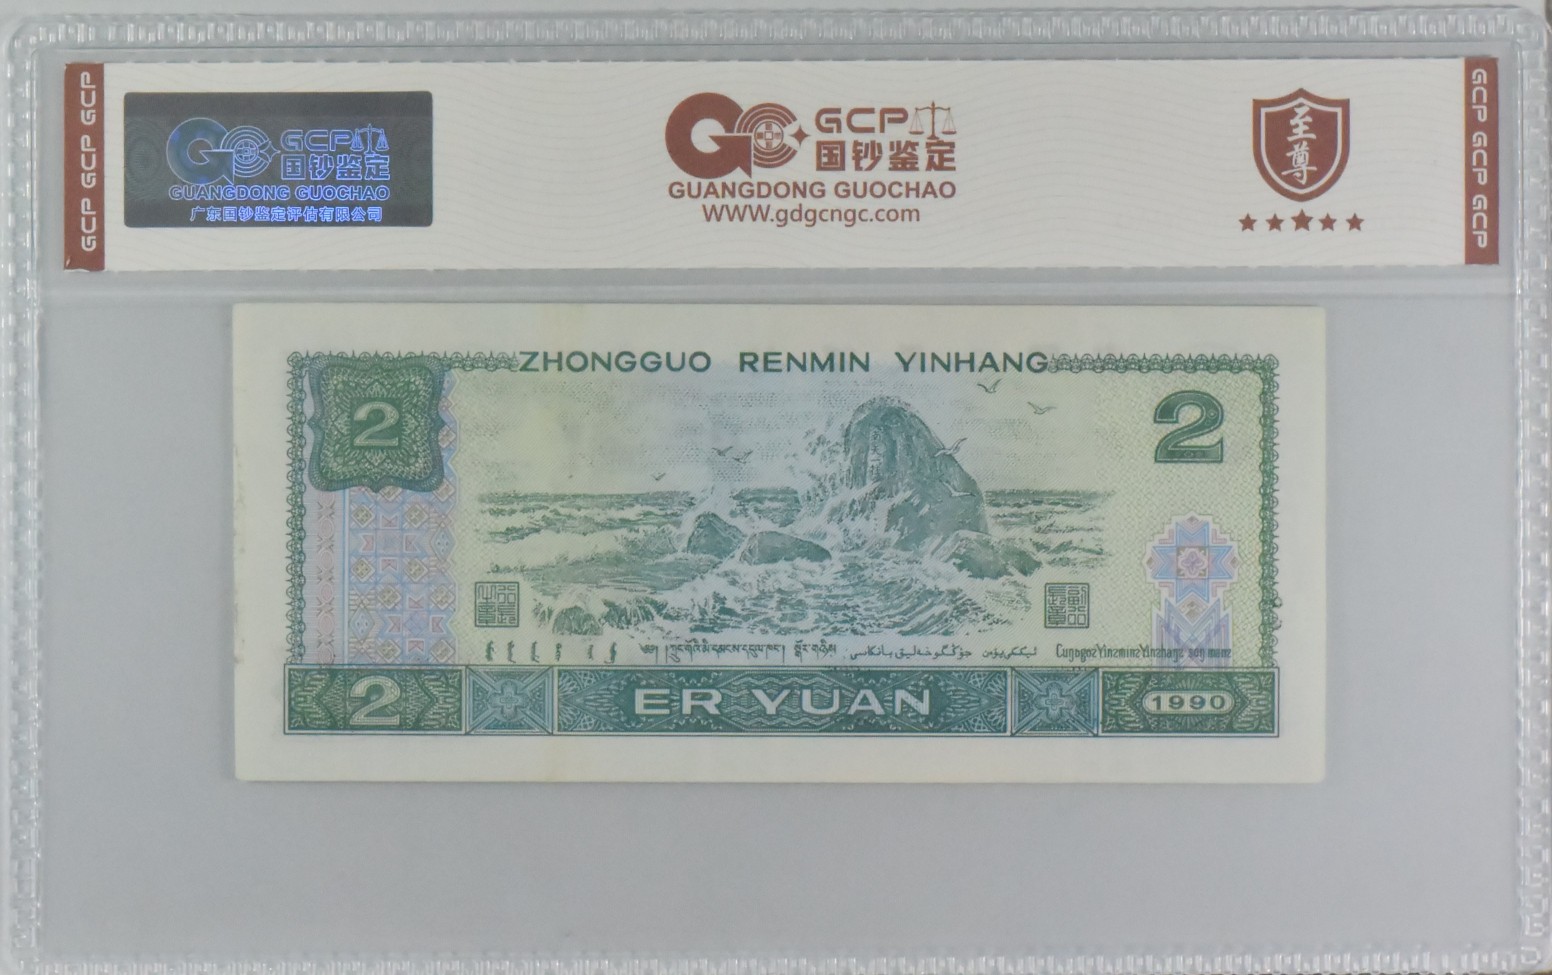 GCP GCP GCP
GCP
国钞鉴定
GUANGDONG GUOCHAO
广东国钞鉴定评估有限公司
GCP
国钞鉴定
GUANGDONG GUOCHAO
WWW.gdgcngc.com
至尊
GCP GCP GCP
ZHONGGUO RENMIN YINHANG
2
2
2
ER YUAN
1990